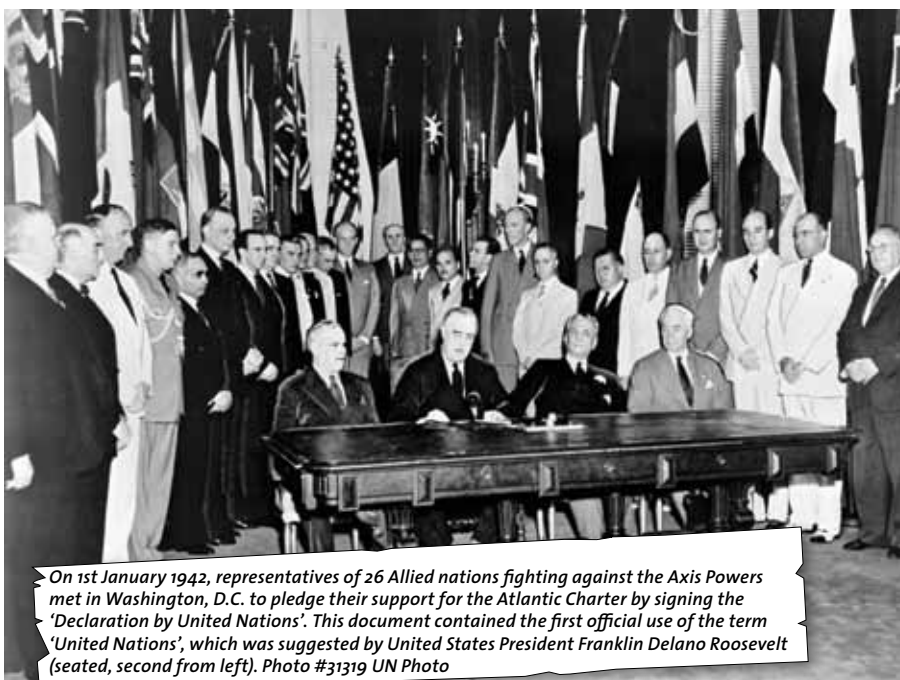 On 1st January 1942, representatives of 26 Allied nations fighting against the Axis Powers
met in Washington, D.C. to pledge their support for the Atlantic Charter by signing the
‘Declaration by United Nations’. This document contained the first official use of the term
‘United Nations’, which was suggested by United States President Franklin Delano Roosevelt
(seated, second from left). Photo #31319 UN Photo